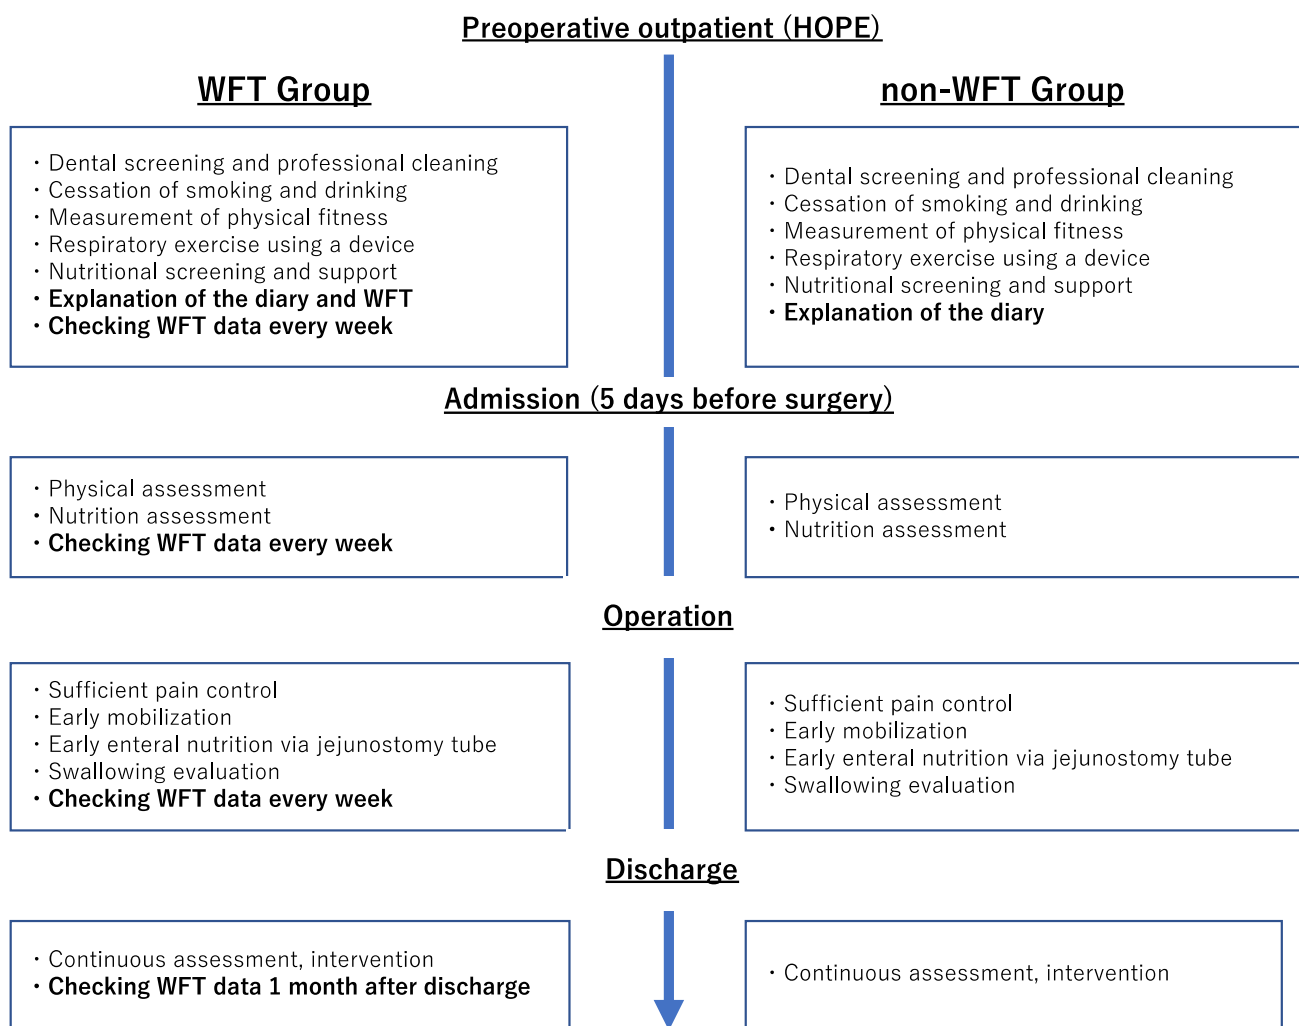 Preoperative outpatient (HOPE)
WFT Group
non-WFT Group
・Dental screening and professional cleaning
・Cessation of smoking and drinking
・Measurement of physical fitness
・Respiratory exercise using a device
・Nutritional screening and support
・Explanation of the diary and WFT
・Checking WFT data every week
・Dental screening and professional cleaning
・Cessation of smoking and drinking
・Measurement of physical fitness
・Respiratory exercise using a device
・Nutritional screening and support
・Explanation of the diary
Admission (5 days before surgery)
・Physical assessment
・Nutrition assessment
・Checking WFT data every week
・Physical assessment
・Nutrition assessment
Operation
・Sufficient pain control
・Early mobilization
・Early enteral nutrition via jejunostomy tube
・Swallowing evaluation
・Checking WFT data every week
・Sufficient pain control
・Early mobilization
・Early enteral nutrition via jejunostomy tube
・Swallowing evaluation
Discharge
・Continuous assessment, intervention
・Checking WFT data 1 month after discharge
・Continuous assessment, intervention